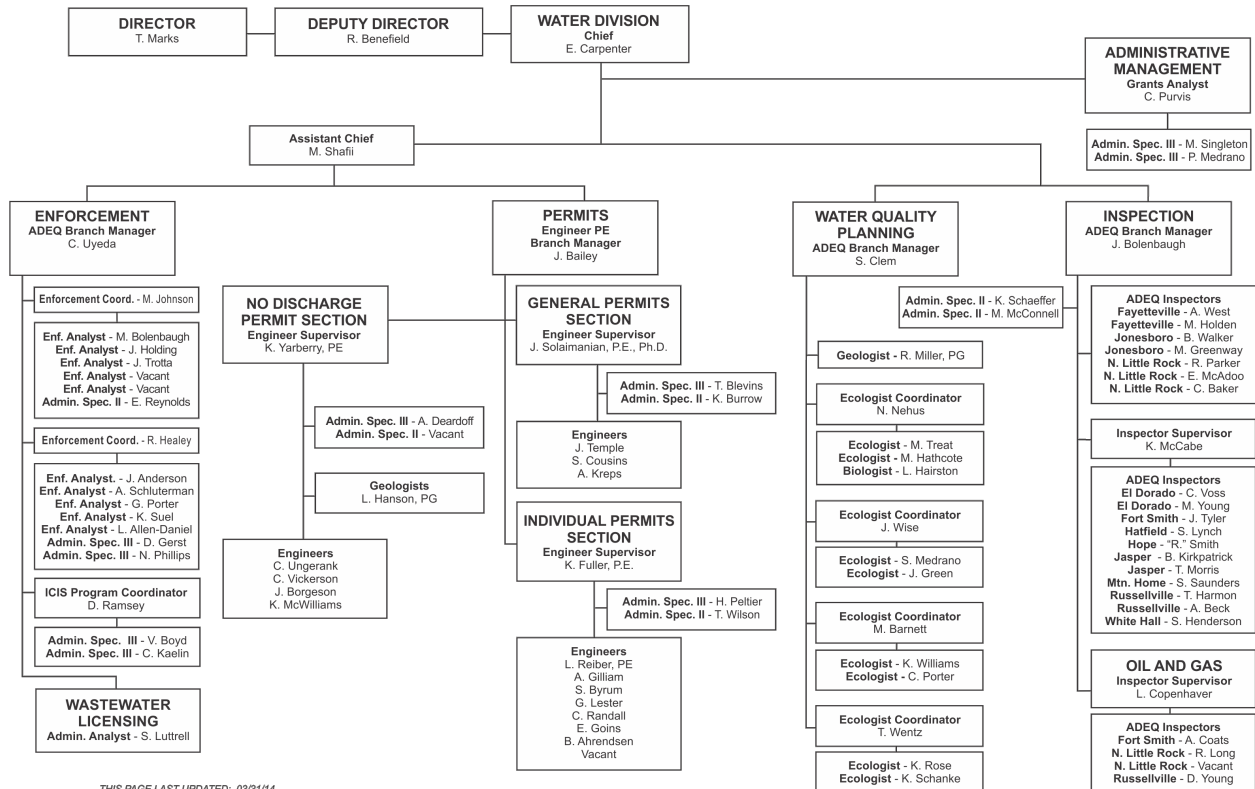 DIRECTOR
T. Marks
DEPUTY DIRECTOR
R. Benefield
WATER DIVISION
Chief
E. Carpenter
ADMINISTRATIVE
MANAGEMENT
Grants Analyst
C. Purvis
Admin. Spec. III - M. Singleton
Admin. Spec. III - P. Medrano
Assistant Chief
M. Shafii
ENFORCEMENT
ADEQ Branch Manager
C. Uyeda
Enforcement Coord. - M. Johnson
Enf. Analyst - M. Bolenbaugh
Enf. Analyst - J. Holding
Enf. Analyst - J. Trotta
Enf. Analyst - Vacant
Enf. Analyst - Vacant
Admin. Spec. II - E. Reynolds
Enforcement Coord. - R. Healey
Enf. Analyst. - J. Anderson
Enf. Analyst - A. Schluterman
Enf. Analyst - G. Porter
Enf. Analyst - K. Suel
Enf. Analyst - L. Allen-Daniel
Admin. Spec. III - D. Gerst
Admin. Spec. III - N. Phillips
ICIS Program Coordinator
D. Ramsey
Admin. Spec. III - V. Boyd
Admin. Spec. III - C. Kaelin
WASTEWATER
LICENSING
Admin. Analyst - S. Luttrell
PERMITS
Engineer PE
Branch Manager
J. Bailey
NO DISCHARGE
PERMIT SECTION
Engineer Supervisor
K. Yarberry, PE
Admin. Spec. III - A. Deardoff
Admin. Spec. II - Vacant
Geologists
L. Hanson, PG
Engineers
C. Ungerank
C. Vickerson
J. Borgeson
K. McWilliams
GENERAL PERMITS
SECTION
Engineer Supervisor
J. Solaimanian, P.E., Ph.D.
Admin. Spec. III - T. Blevins
Admin. Spec. II - K. Burrow
Engineers
J. Temple
S. Cousins
A. Kreps
INDIVIDUAL PERMITS
SECTION
Engineer Supervisor
K. Fuller, P.E.
Admin. Spec. III - H. Peltier
Admin. Spec. II - T. Wilson
Engineers
L. Reiber, PE
A. Gilliam
S. Byrum
G. Lester
C. Randall
E. Goins
B. Ahrendsen
Vacant
WATER QUALITY
PLANNING
ADEQ Branch Manager
S. Clem
Geologist - R. Miller, PG
Ecologist Coordinator
N. Nehus
Ecologist - M. Treat
Ecologist - M. Hathcote
Biologist - L. Hairston
Ecologist Coordinator
J. Wise
Ecologist - S. Medrano
Ecologist - J. Green
Ecologist Coordinator
M. Barnett
Ecologist - K. Williams
Ecologist - C. Porter
Ecologist Coordinator
T. Wentz
Ecologist - K. Rose
Ecologist - K. Schanke
INSPECTION
ADEQ Branch Manager
J. Bolenbaugh
Admin. Spec. II - K. Schaeffer
Admin. Spec. II - M. McConnell
ADEQ Inspectors
Fayetteville - A. West
Fayetteville - M. Holden
Jonesboro - B. Walker
Jonesboro - M. Greenway
N. Little Rock - R. Parker
N. Little Rock - E. McAdoo
N. Little Rock - C. Baker
Inspector Supervisor
K. McCabe
ADEQ Inspectors
El Dorado - C. Voss
El Dorado - M. Young
Fort Smith - J. Tyler
Hatfield - S. Lynch
Hope - "R." Smith
Jasper - B. Kirkpatrick
Jasper - T. Morris
Mtn. Home - S. Saunders
Russellville - T. Harmon
Russellville - A. Beck
White Hall - S. Henderson
OIL AND GAS
Inspector Supervisor
L. Copenhaver
ADEQ Inspectors
Fort Smith - A. Coats
N. Little Rock - R. Long
N. Little Rock - Vacant
Russellville - D. Young
THIS PAGE LAST UPDATED: 03/31/14